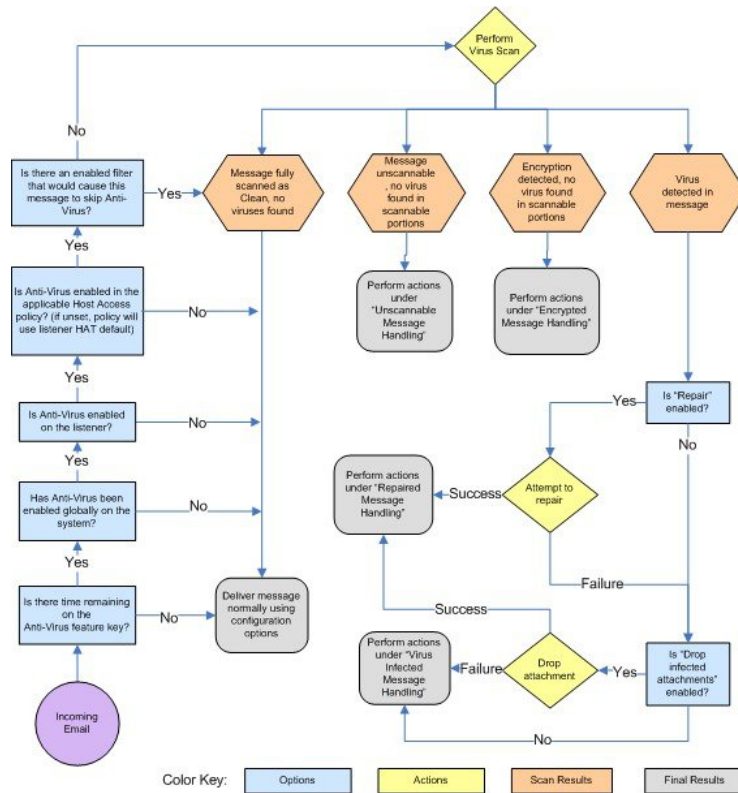 Perform
Virus Scan
No
Is there an enabled filter
that would cause this
message to skip Anti-
Virus?
Yes
Message fully
scanned as
Clean, no
viruses found
Message
unscannable
, no virus
found in
scannable
portions
Encryption
detected, no
virus found
in scannable
portions
Virus
detected in
message
Yes
Is Anti-Virus enabled in the
applicable Host Access
policy? (if unset, policy will
use listener HAT default)
No
Perform actions
under
"Unscannable
Message
Handling"
Perform actions
under "Encrypted
Message Handling"
Yes
Is Anti-Virus enabled
on the listener?
No
Is "Repair"
enabled?
Yes
No
Yes
Has Anti-Virus been
enabled globally on the
system?
No
Perform actions
under "Repaired
Message
Handling"
Success
Attempt to
repair
Yes
Failure
Is there time remaining
on the
Anti-Virus feature key?
No
Deliver message
normally using
configuration
options
Success
Perform actions
under "Virus
Infected
Message
Handling"
Failure
Drop
attachment
Yes
Is "Drop
infected
attachments"
enabled?
No
Incoming
Email
Color Key:
Options
Actions
Scan Results
Final Results